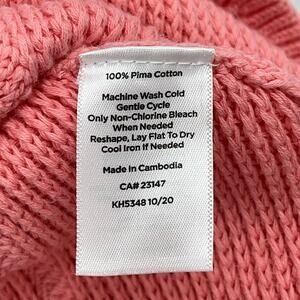 100% Pima Cotton
Machine Wash Cold
Gentle Cycle
Only Non-Chlorine Bleach
When Needed
Reshape, Lay Flat To Dry
Cool Iron If Needed
Made In Cambodia
CA# 23147
KH5348 10/20